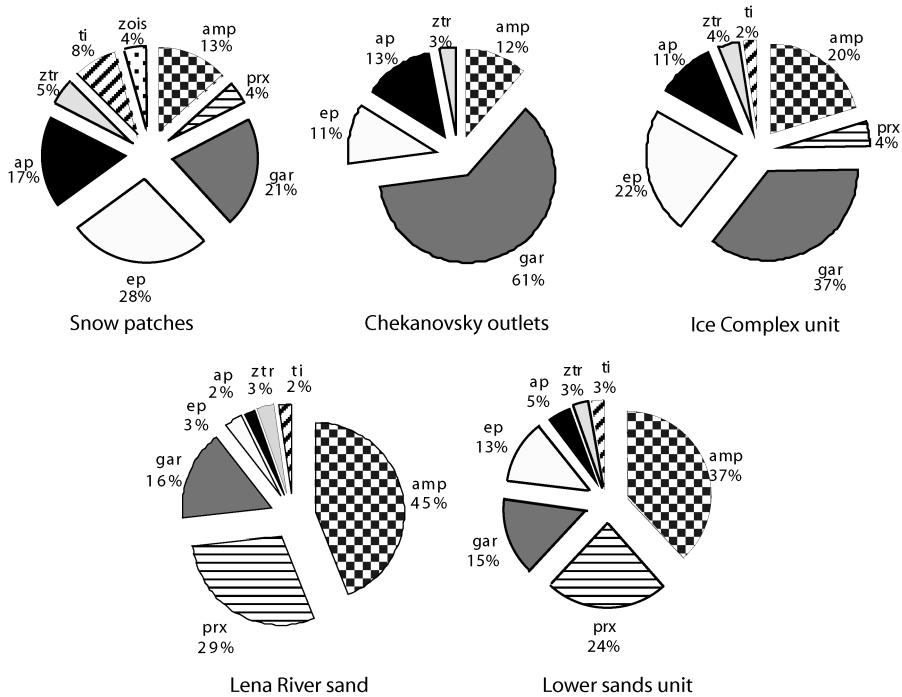 zois
4%
ti
8%
amp
13%
prx
4%
ztr
5%
ap
17%
gar
21%
ep
28%
Snow patches
ztr
3%
amp
12%
ap
13%
ep
11%
gar
61%
Chekanovsky outlets
ti
2%
ztr
4%
amp
20%
ap
11%
prx
4%
ep
22%
gar
37%
Ice Complex unit
ap
2%
ztr
3%
ti
2%
ep
3%
gar
16%
amp
45%
prx
29%
Lena River sand
ti
3%
ztr
3%
ap
5%
ep
13%
amp
37%
gar
15%
prx
24%
Lower sands unit